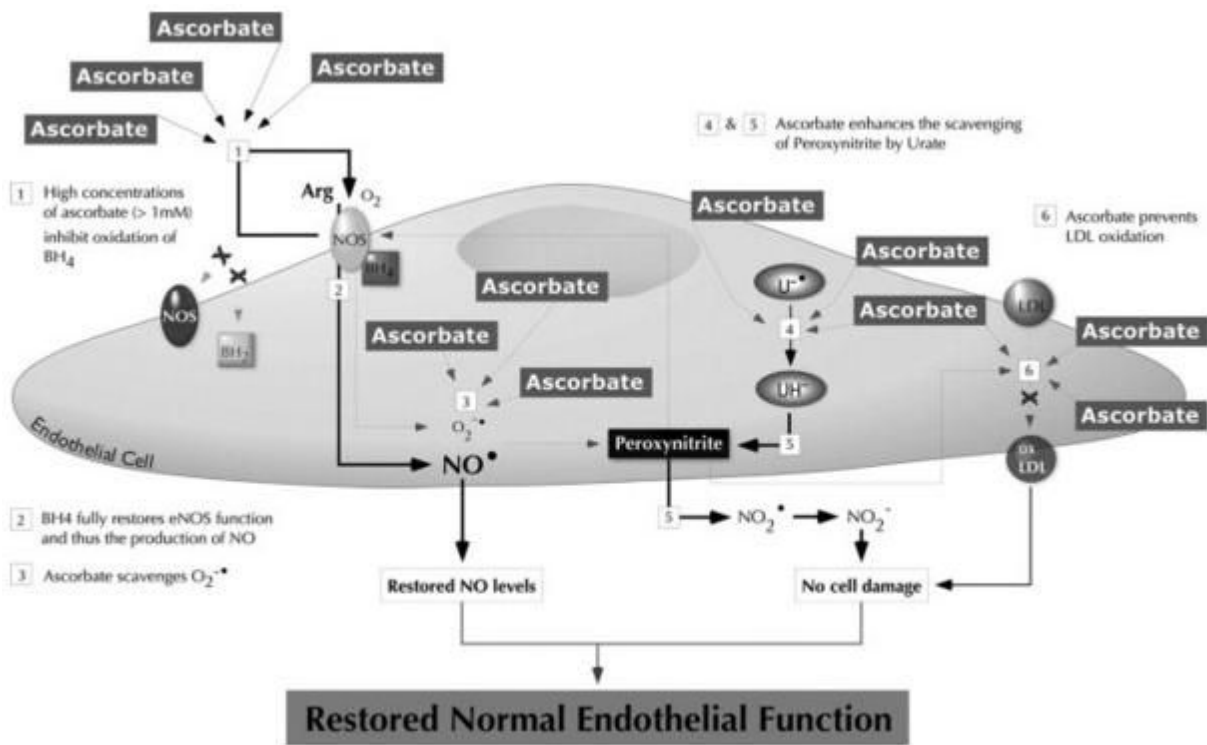 Ascorbate
Ascorbate
Ascorbate
Ascorbate
1
4 & 5 Ascorbate enhances the scavenging
of Peroxynitrite by Urate
1 High concentrations
of ascorbate (> 1mM)
inhibit oxidation of
BH4
Arg O2
NOS
BH4
2
NOS
BH2
Ascorbate
Ascorbate
Ascorbate
3
O2-•
NO•
Ascorbate
Ascorbate
Ascorbate
U-•
4
UH-
5
Peroxynitrite
5 NO2• NO2-
6 Ascorbate prevents
LDL oxidation
LDL
Ascorbate
6
Ascorbate
OX
LDL
Endothelial Cell
2 BH4 fully restores eNOS function
and thus the production of NO
3 Ascorbate scavenges O2-•
Restored NO levels
No cell damage
Restored Normal Endothelial Function